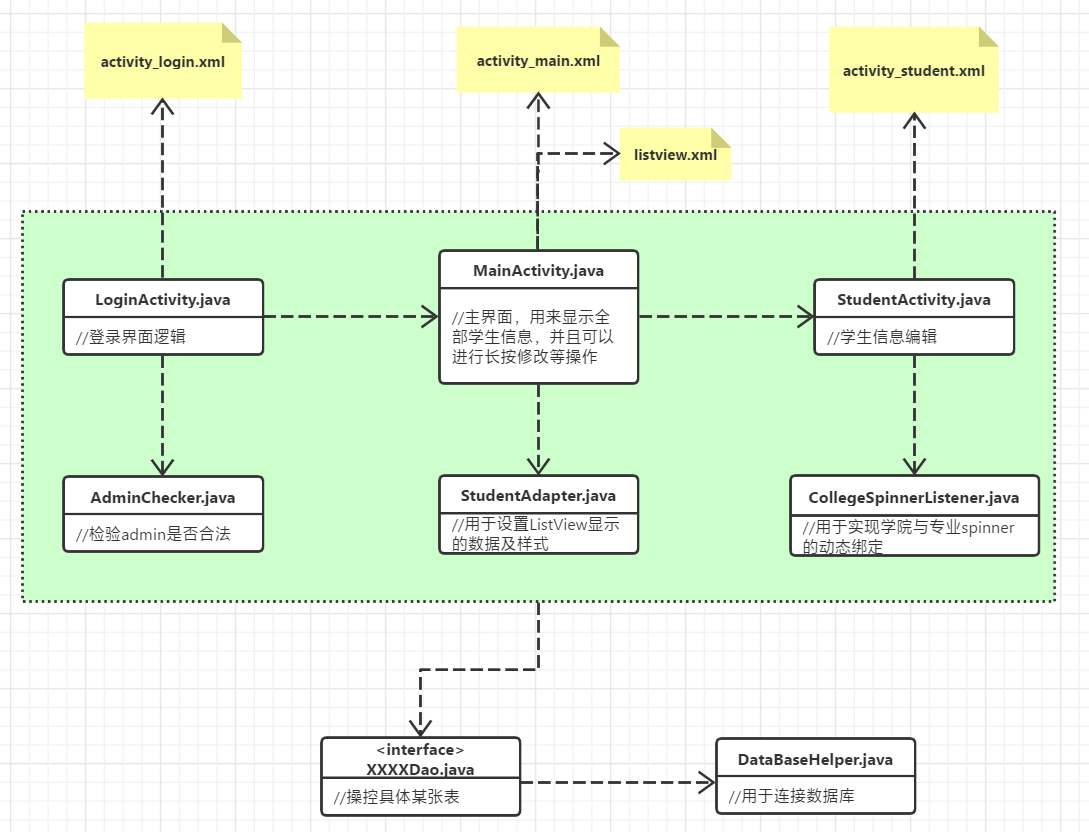 activity_login.xml
activity_main.xml
activity_student.xml
listview.xml
LoginActivity.java
//登录界面逻辑
MainActivity.java
//主界面，用来显示全
部学生信息，并且可以
进行长按修改等操作
StudentActivity.java
//学生信息编辑
AdminChecker.java
//检验admin是否合法
StudentAdapter.java
//用于设置ListView显示
的数据及样式
CollegeSpinnerListener.java
//用于实现学院与专业spinner
的动态绑定
<interface>
XXXXDao.java
//操控具体某张表
DataBaseHelper.java
//用于连接数据库